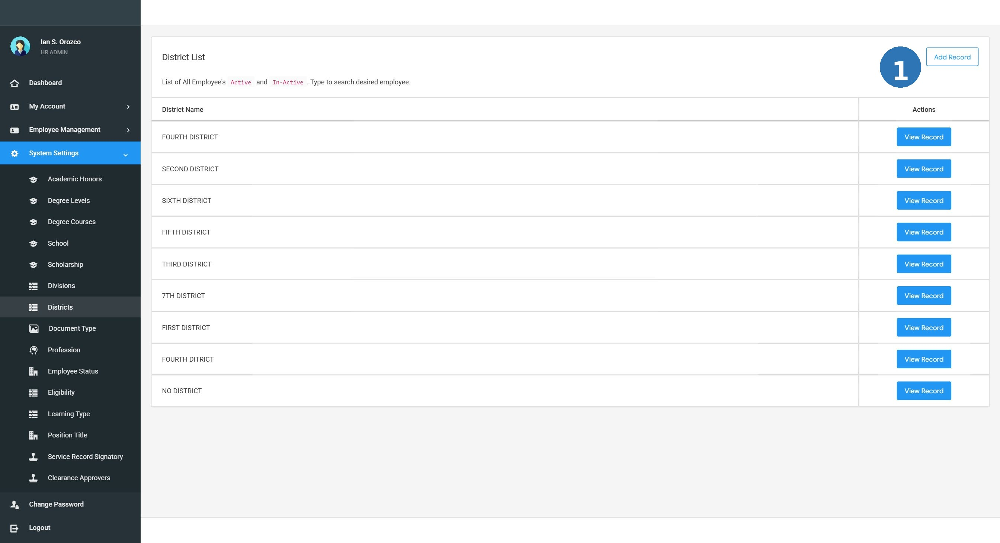 Ian S. Orozco
HR ADMIN
Dashboard
My Account
Employee Management
System Settings
Academic Honors
Degree Levels
Degree Courses
School
Scholarship
Divisions
Districts
Document Type
Profession
Employee Status
Eligibility
Learning Type
Position Title
Service Record Signatory
Clearance Approvers
Change Password
Logout
District List
1
Add Record
List of All Employee's Active and In-Active . Type to search desired employee.
District Name Actions
FOURTH DISTRICT View Record
SECOND DISTRICT View Record
SIXTH DISTRICT View Record
FIFTH DISTRICT View Record
THIRD DISTRICT View Record
7TH DISTRICT View Record
FIRST DISTRICT View Record
FOURTH DITRICT View Record
NO DISTRICT View Record